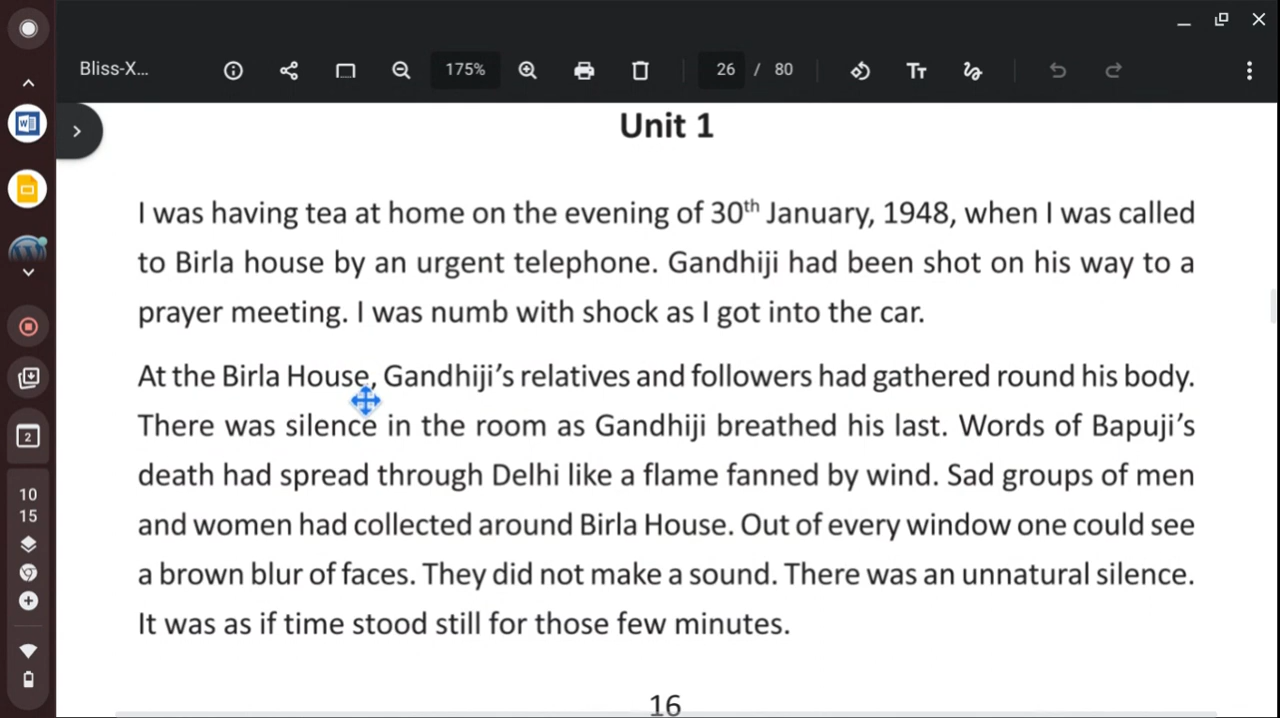 Bliss-X...
175%
26 / 80
Unit 1
I was having tea at home on the evening of 30th January, 1948, when I was called
to Birla house by an urgent telephone. Gandhiji had been shot on his way to a
prayer meeting. I was numb with shock as I got into the car.
At the Birla House, Gandhiji’s relatives and followers had gathered round his body.
There was silence in the room as Gandhiji breathed his last. Words of Bapuji’s
death had spread through Delhi like a flame fanned by wind. Sad groups of men
and women had collected around Birla House. Out of every window one could see
a brown blur of faces. They did not make a sound. There was an unnatural silence.
It was as if time stood still for those few minutes.
16
2
10
15